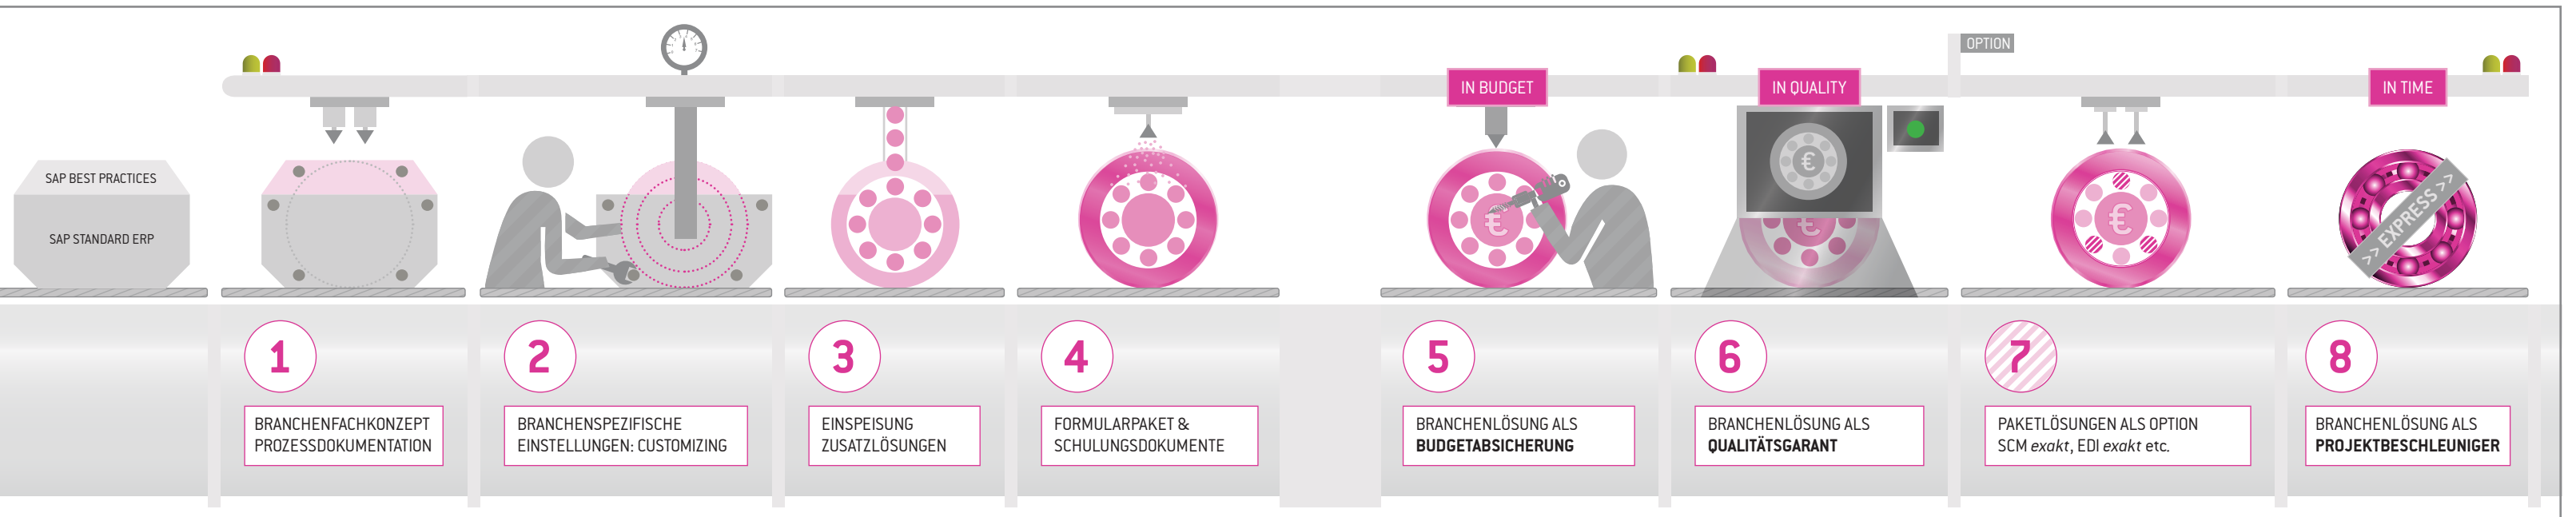 OPTION
IN BUDGET
IN QUALITY
IN TIME
SAP BEST PRACTICES
SAP STANDARD ERP
€
€
€
€
>> EXPRESS >>
1
BRANCHENFACHKONZEPT
PROZESSDOKUMENTATION
2
BRANCHENSPEZIFISCHE
EINSTELLUNGEN: CUSTOMIZING
3
EINSPEISUNG
ZUSATZLÖSUNGEN
4
FORMULARPAKET &
SCHULUNGSDOKUMENTE
5
BRANCHENLÖSUNG ALS
BUDGETABSICHERUNG
6
BRANCHENLÖSUNG ALS
QUALITÄTSGARANT
7
PAKETLÖSUNGEN ALS OPTION
SCM exakt, EDI exakt etc.
8
BRANCHENLÖSUNG ALS
PROJEKTBESCHLEUNIGER